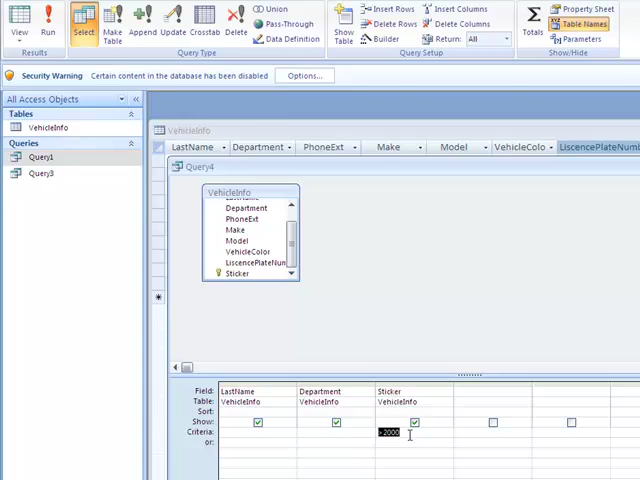 View Run Select Make Table Append Update Crosstab Delete Union Pass-Through Data Definition Show Table Insert Rows Delete Rows Builder Insert Columns Delete Columns Return: All Totals Property Sheet Table Names Parameters
Results Query Type Query Setup Show/Hide
Security Warning Certain content in the database has been disabled Options...
All Access Objects
Tables
VehicleInfo
Queries
Query1
Query3
VehicleInfo
LastName Department PhoneExt Make Model VehicleColo LiscencePlateNumb
Query4
VehicleInfo
LastName
Department
PhoneExt
Make
Model
VehicleColor
LiscencePlateNum
Sticker
Field: LastName Department Sticker
Table: VehicleInfo VehicleInfo VehicleInfo
Sort:
Show:
Criteria: >2000
or: